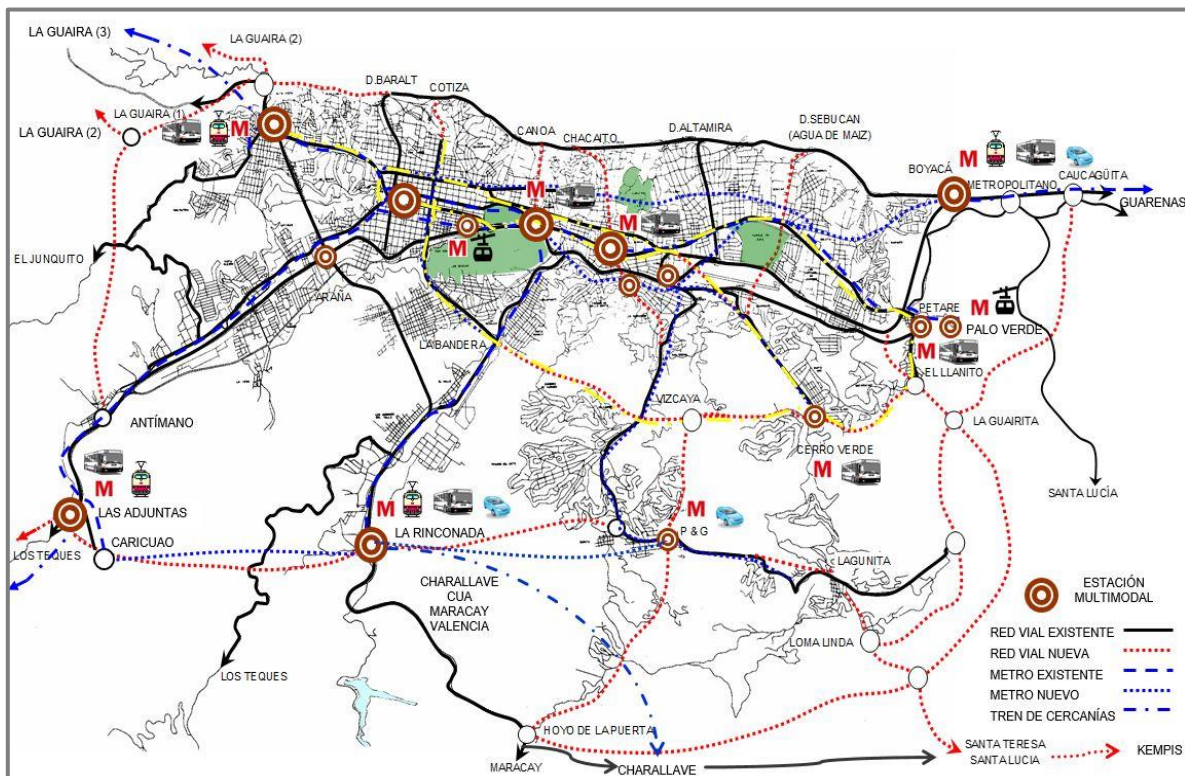 LA GUAIRA (3)
LA GUAIRA (2)
D.BARALT
COTIZA
LA GUAIRA (1)
LA GUAIRA (2)
M
CANOA
CHACAITO
D.ALTAMIRA
D.SEBUCAN
(AGUA DE MAIZ)
BOYACÁ
M
METROPOLITANO
CAUCAGÜITA
GUARENAS
M
M
M
EL JUNQUITO
ARAÑA
LA BANDERA
PETARE
M
PALO VERDE
M
EL LLANITO
VIZCAYA
LA GUAIRITA
ANTÍMANO
CERRO VERDE
M
SANTA LUCÍA
M
LAS ADJUNTAS
LOS TEQUES
CARICUAO
M
LA RINCONADA
M
P & G
LAGUNITA
CHARALLAVE
CUA
MARACAY
VALENCIA
LOMA LINDA
LOS TEQUES
ESTACIÓN
MULTIMODAL
RED VIAL EXISTENTE
RED VIAL NUEVA
METRO EXISTENTE
METRO NUEVO
TREN DE CERCANÍAS
HOYO DE LA PUERTA
MARACAY
CHARALLAVE
SANTA TERESA
SANTA LUCIA
KEMPIS